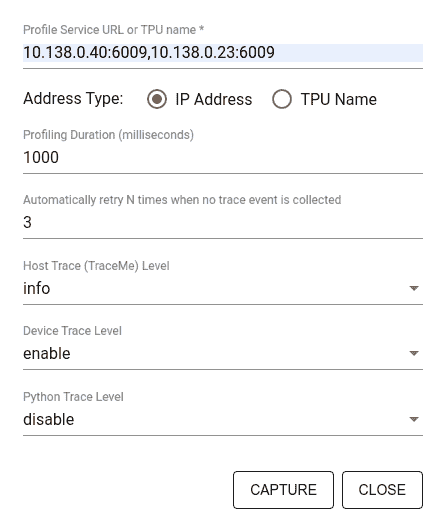 Profile Service URL or TPU name *
10.138.0.40:6009,10.138.0.23:6009
Address Type: IP Address TPU Name
Profiling Duration (milliseconds)
1000
Automatically retry N times when no trace event is collected
3
Host Trace (TraceMe) Level
info
Device Trace Level
enable
Python Trace Level
disable
CAPTURE CLOSE